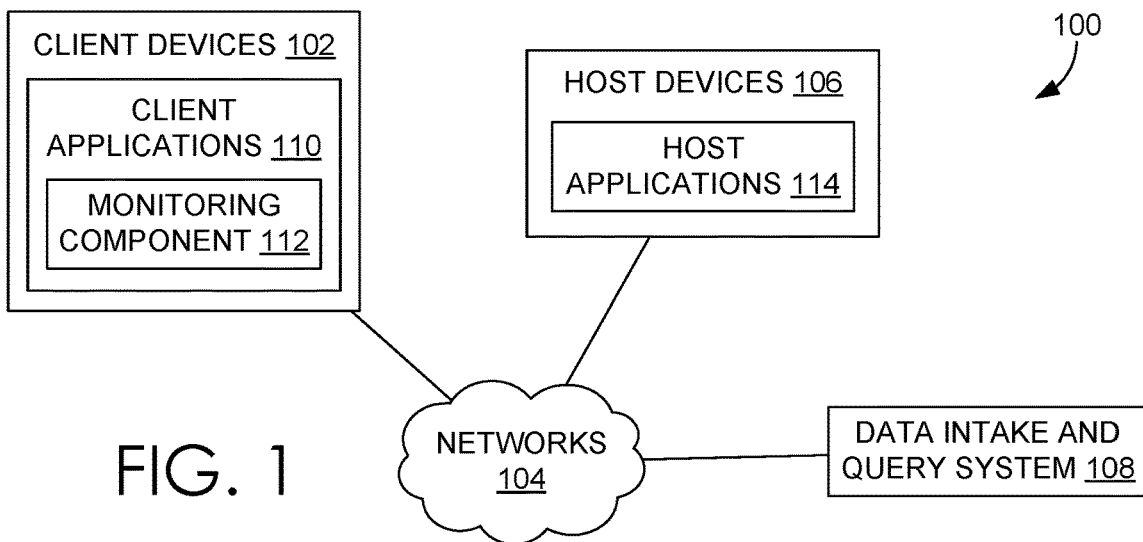 100
CLIENT DEVICES 102
CLIENT
APPLICATIONS 110
MONITORING
COMPONENT 112
HOST DEVICES 106
HOST
APPLICATIONS 114
NETWORKS
104
DATA INTAKE AND
QUERY SYSTEM 108
FIG. 1